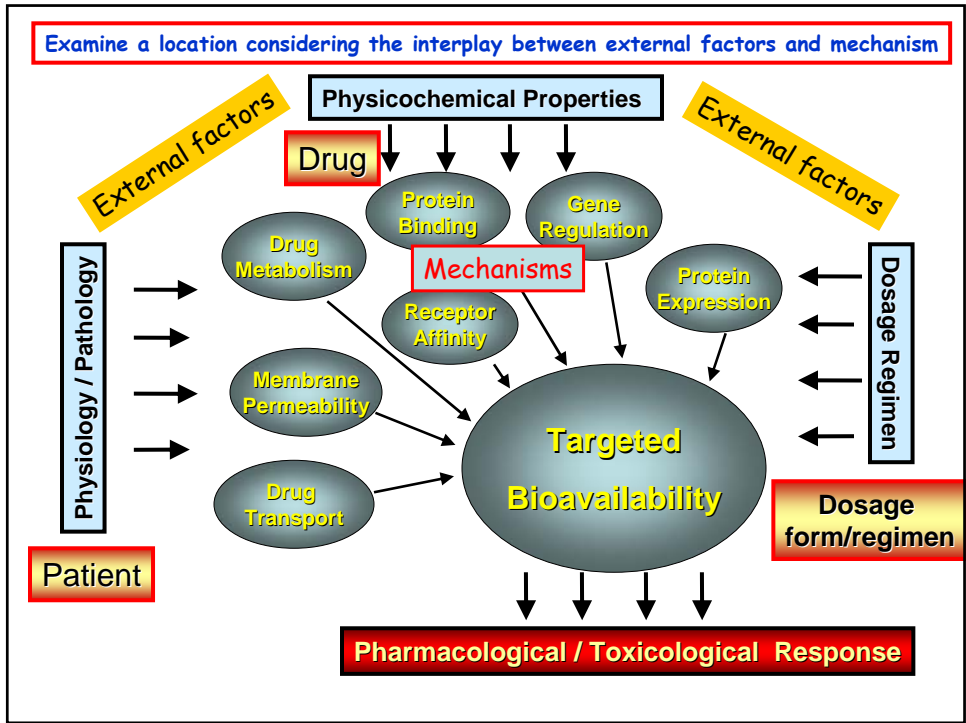 Examine a location considering the interplay between external factors and mechanism
External factors
Physicochemical Properties
External factors
Drug
Protein
Binding
Gene
Regulation
Drug
Metabolism
Mechanisms
Protein
Expression
Receptor
Affinity
Physiology / Pathology
Dosage Regimen
Membrane
Permeability
Targeted
Bioavailability
Drug
Transport
Dosage
form/regimen
Patient
Pharmacological / Toxicological Response